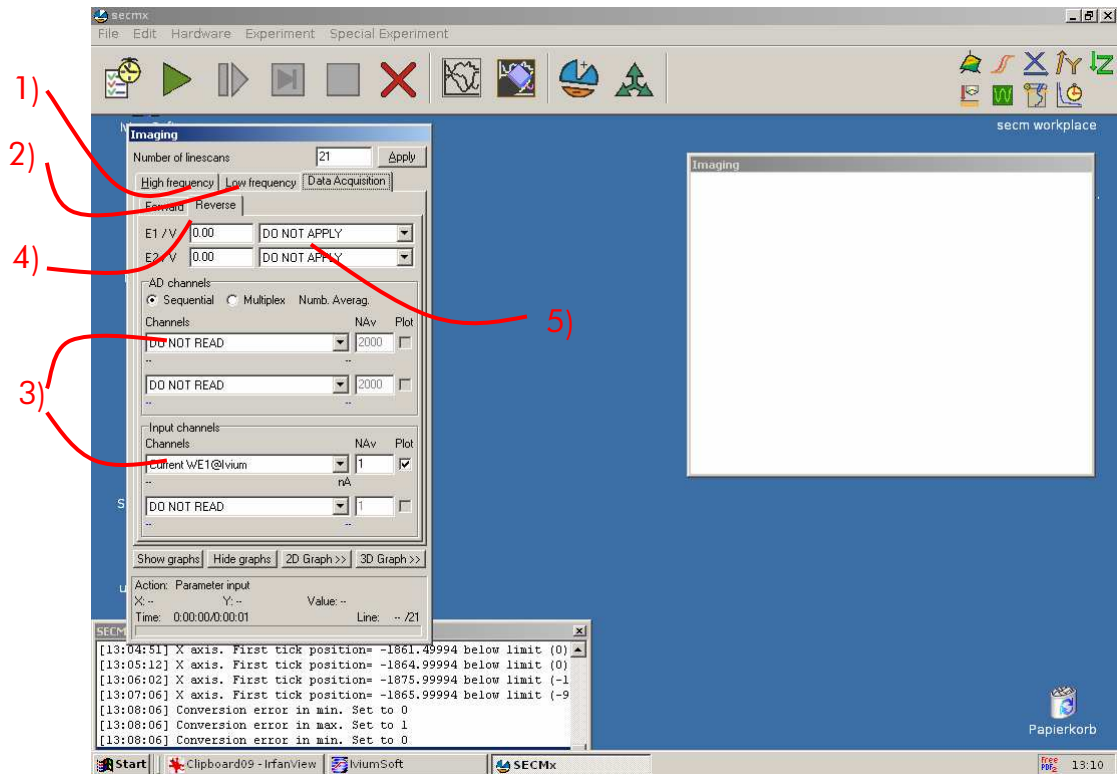 secmx
File Edit Hardware Experiment Special Experiment
secm workplace
1)
2)
4)
3)
5)
Imaging
Number of linescans 21 Apply
High frequency Low frequency Data Acquisition
Forward Reverse
E1 / V 0.00 DO NOT APPLY
E2 / V 0.00 DO NOT APPLY
AD channels
Sequential Multiplex Numb. Averag.
Channels NAv Plot
DO NOT READ 2000
-- --
DO NOT READ 2000
-- --
Input channels
Channels NAv Plot
Current WE1@Ivium 1
-- nA
DO NOT READ 1
-- --
Show graphs Hide graphs 2D Graph >> 3D Graph >>
Action: Parameter input
X: -- Y: -- Value: --
Time: 0:00:00/0:00:01 Line: -- /21
Imaging
[13:04:51] X axis. First tick position= -1861.49994 below limit (0)
[13:05:12] X axis. First tick position= -1864.99994 below limit (0)
[13:06:02] X axis. First tick position= -1875.99994 below limit (-1
[13:07:06] X axis. First tick position= -1865.99994 below limit (-9
[13:08:06] Conversion error in min. Set to 0
[13:08:06] Conversion error in max. Set to 1
[13:08:06] Conversion error in min. Set to 0
Papierkorb
Start Clipboard09 - IrfanView IviumSoft SECMx Free PDF 13:10